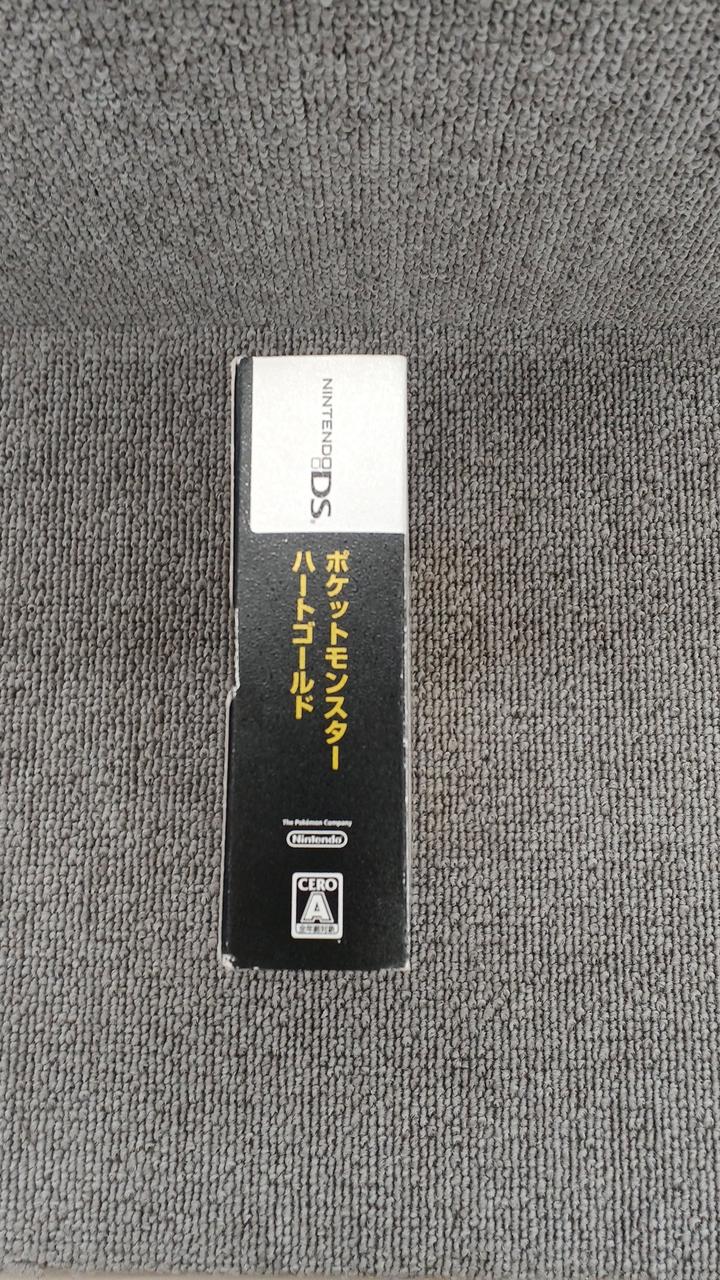 NINTENDO DS
ポケットモンスター
ハートゴールド
The Pokémon Company
Nintendo
CERO
A
全年齢対象